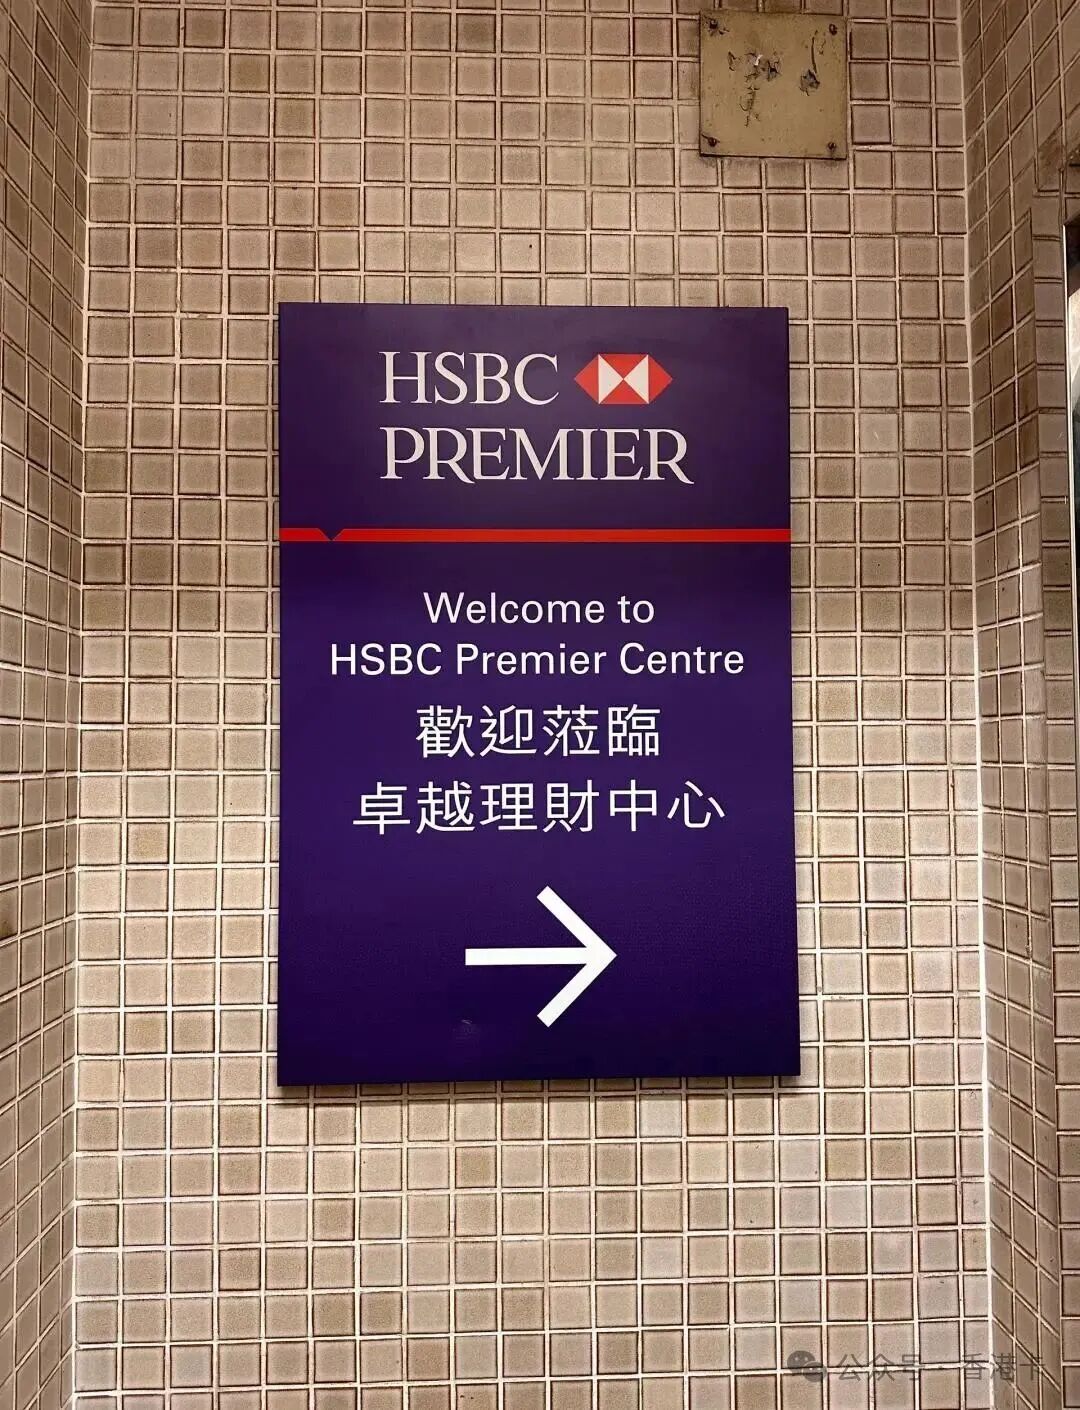 HSBC
PREMIER
Welcome to
HSBC Premier Centre
歡迎蒞臨
卓越理財中心
公众号 · 香港卡